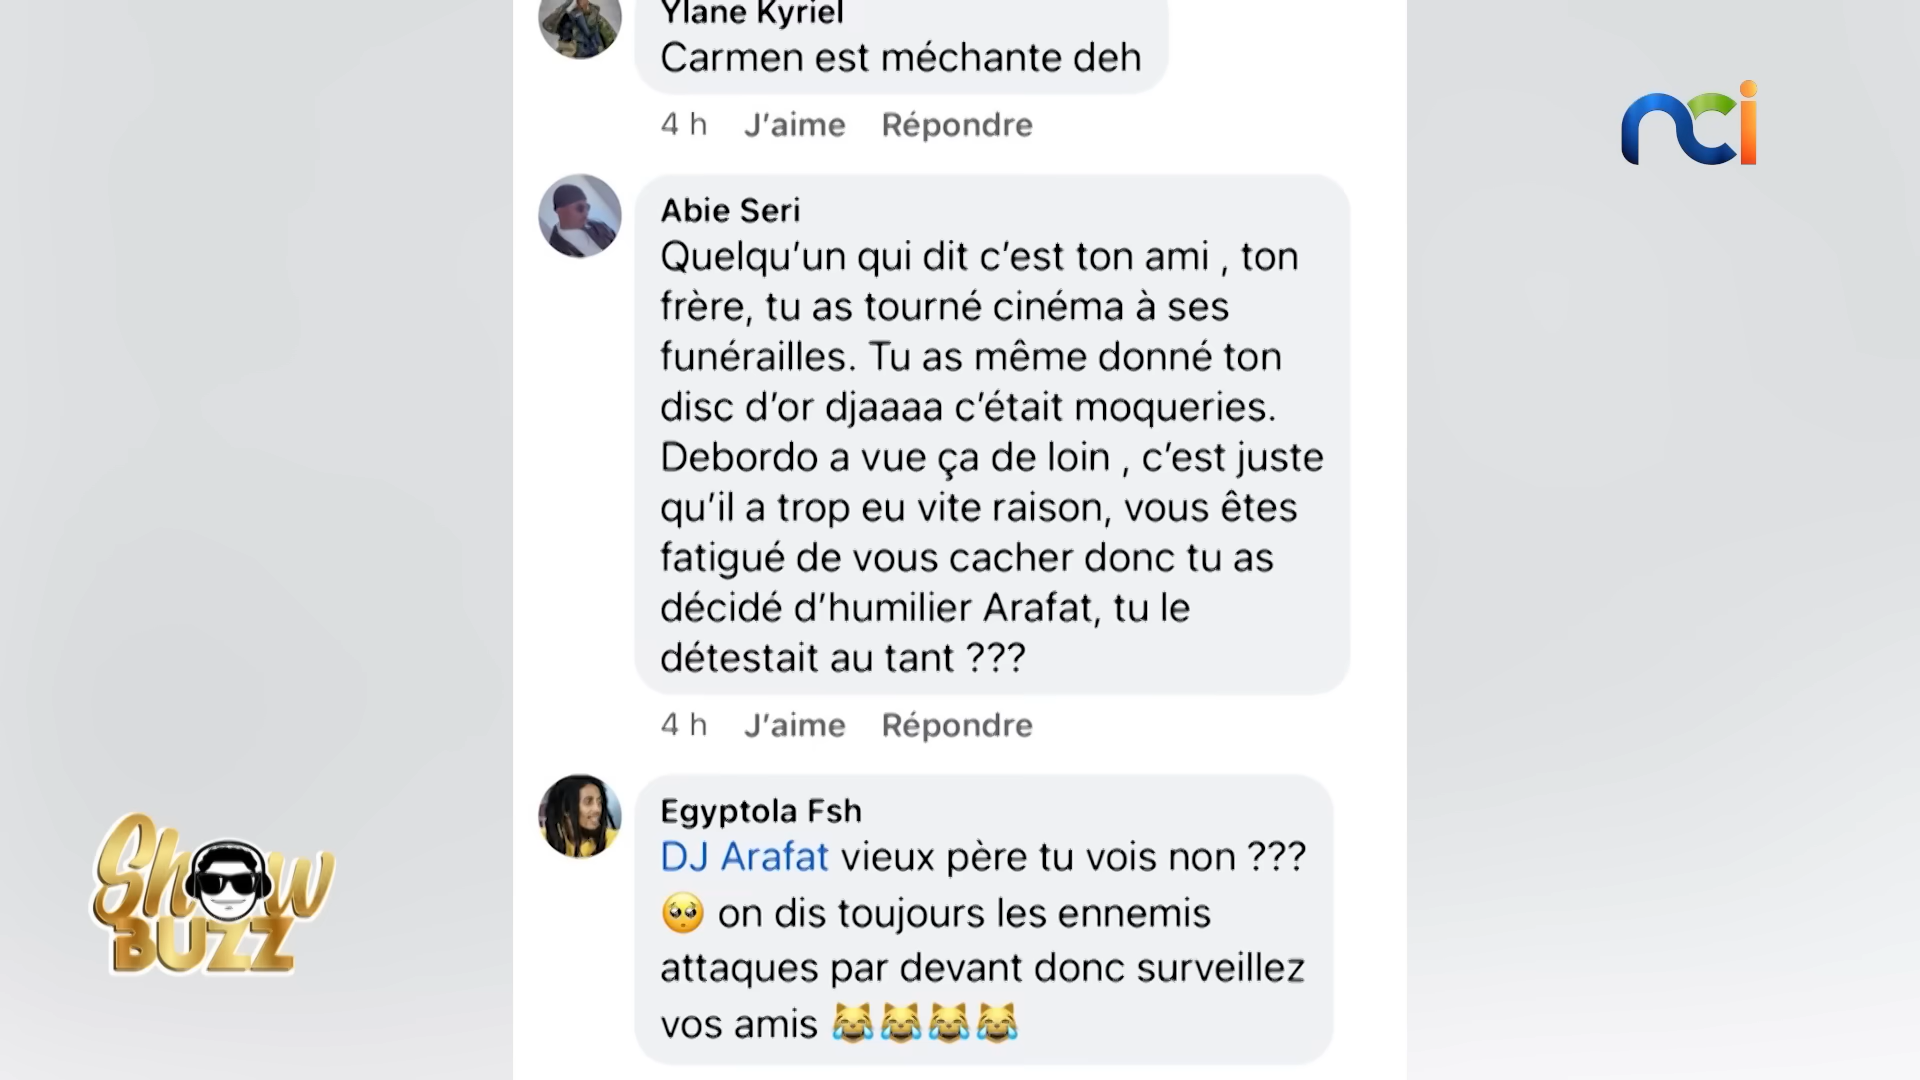 Ylane Kyriel
Carmen est méchante deh
4 h J'aime Répondre
nci
Abie Seri
Quelqu'un qui dit c'est ton ami , ton
frère, tu as tourné cinéma à ses
funérailles. Tu as même donné ton
disc d'or djaaaa c'était moqueries.
Debordo a vue ça de loin , c'est juste
qu'il a trop eu vite raison, vous êtes
fatigué de vous cacher donc tu as
décidé d'humilier Arafat, tu le
détestait au tant ???
4 h J'aime Répondre
Egyptola Fsh
DJ Arafat vieux père tu vois non ???
🥺 on dis toujours les ennemis
attaques par devant donc surveillez
vos amis 😹😹😹😹
Show
BUZZ